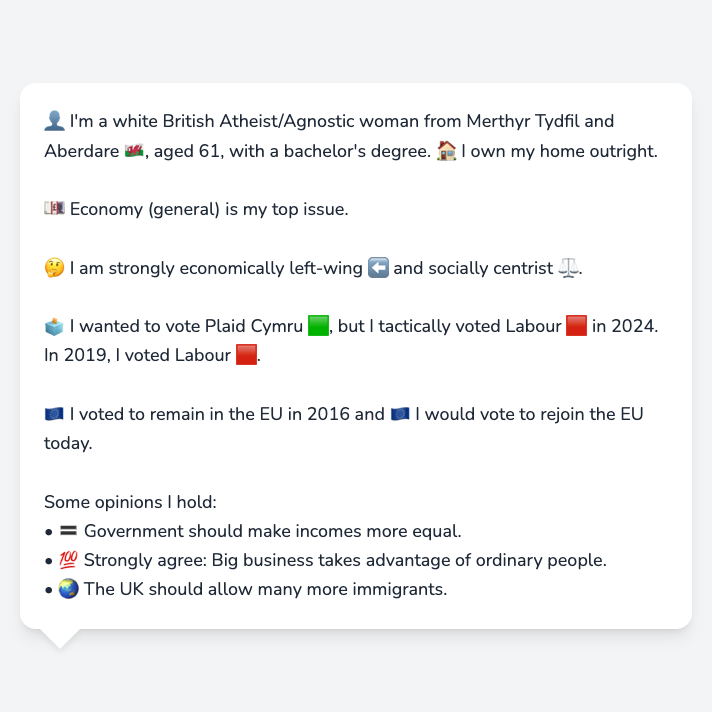 👤 I'm a white British Atheist/Agnostic woman from Merthyr Tydfil and
Aberdare 🏴󠁧󠁢󠁷󠁬󠁳󠁿, aged 61, with a bachelor's degree. 🏠 I own my home outright.
💷 Economy (general) is my top issue.
🤔 I am strongly economically left-wing ⬅️ and socially centrist ⚖️.
🗳️ I wanted to vote Plaid Cymru 🟩, but I tactically voted Labour 🟥 in 2024.
In 2019, I voted Labour 🟥.
🇪🇺 I voted to remain in the EU in 2016 and 🇪🇺 I would vote to rejoin the EU
today.
Some opinions I hold:
• 🟰 Government should make incomes more equal.
• 💯 Strongly agree: Big business takes advantage of ordinary people.
• 🌏 The UK should allow many more immigrants.